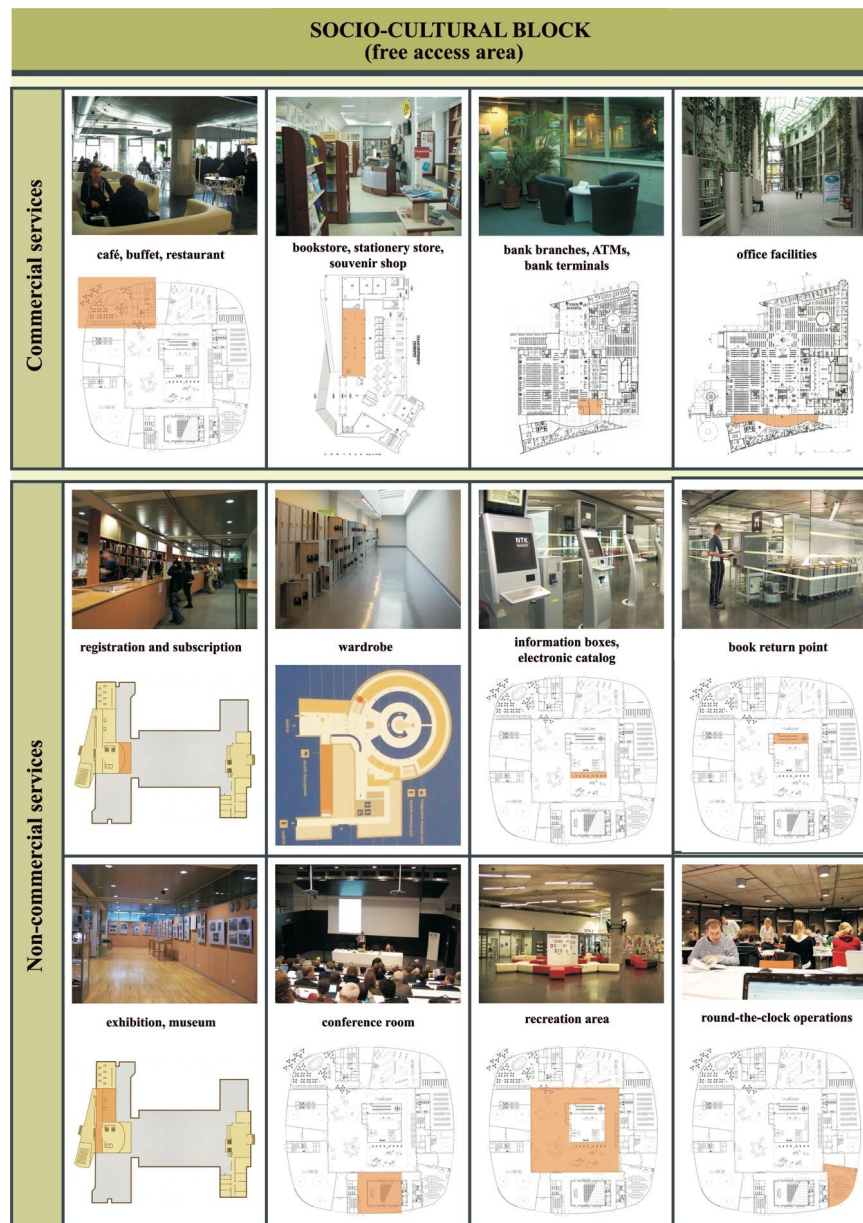 SOCIO-CULTURAL BLOCK
(free access area)
Commercial services
café, buffet, restaurant
bookstore, stationery store,
souvenir shop
bank branches, ATMs,
bank terminals
office facilities
Non-commercial services
registration and subscription
wardrobe
NTK
information boxes,
electronic catalog
book return point
exhibition, museum
conference room
recreation area
round-the-clock operations